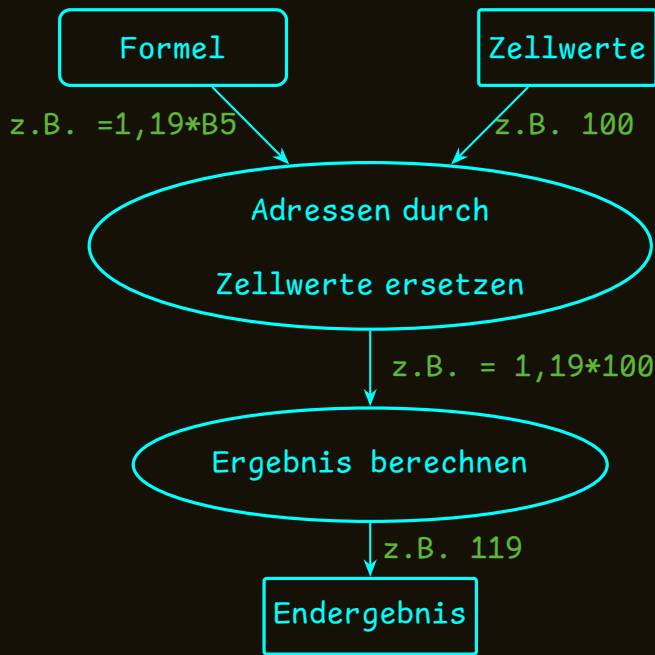 Formel
Zellwerte
z.B. =1,19*B5
z.B. 100
Adressen durch
Zellwerte ersetzen
z.B. = 1,19*100
Ergebnis berechnen
z.B. 119
Endergebnis